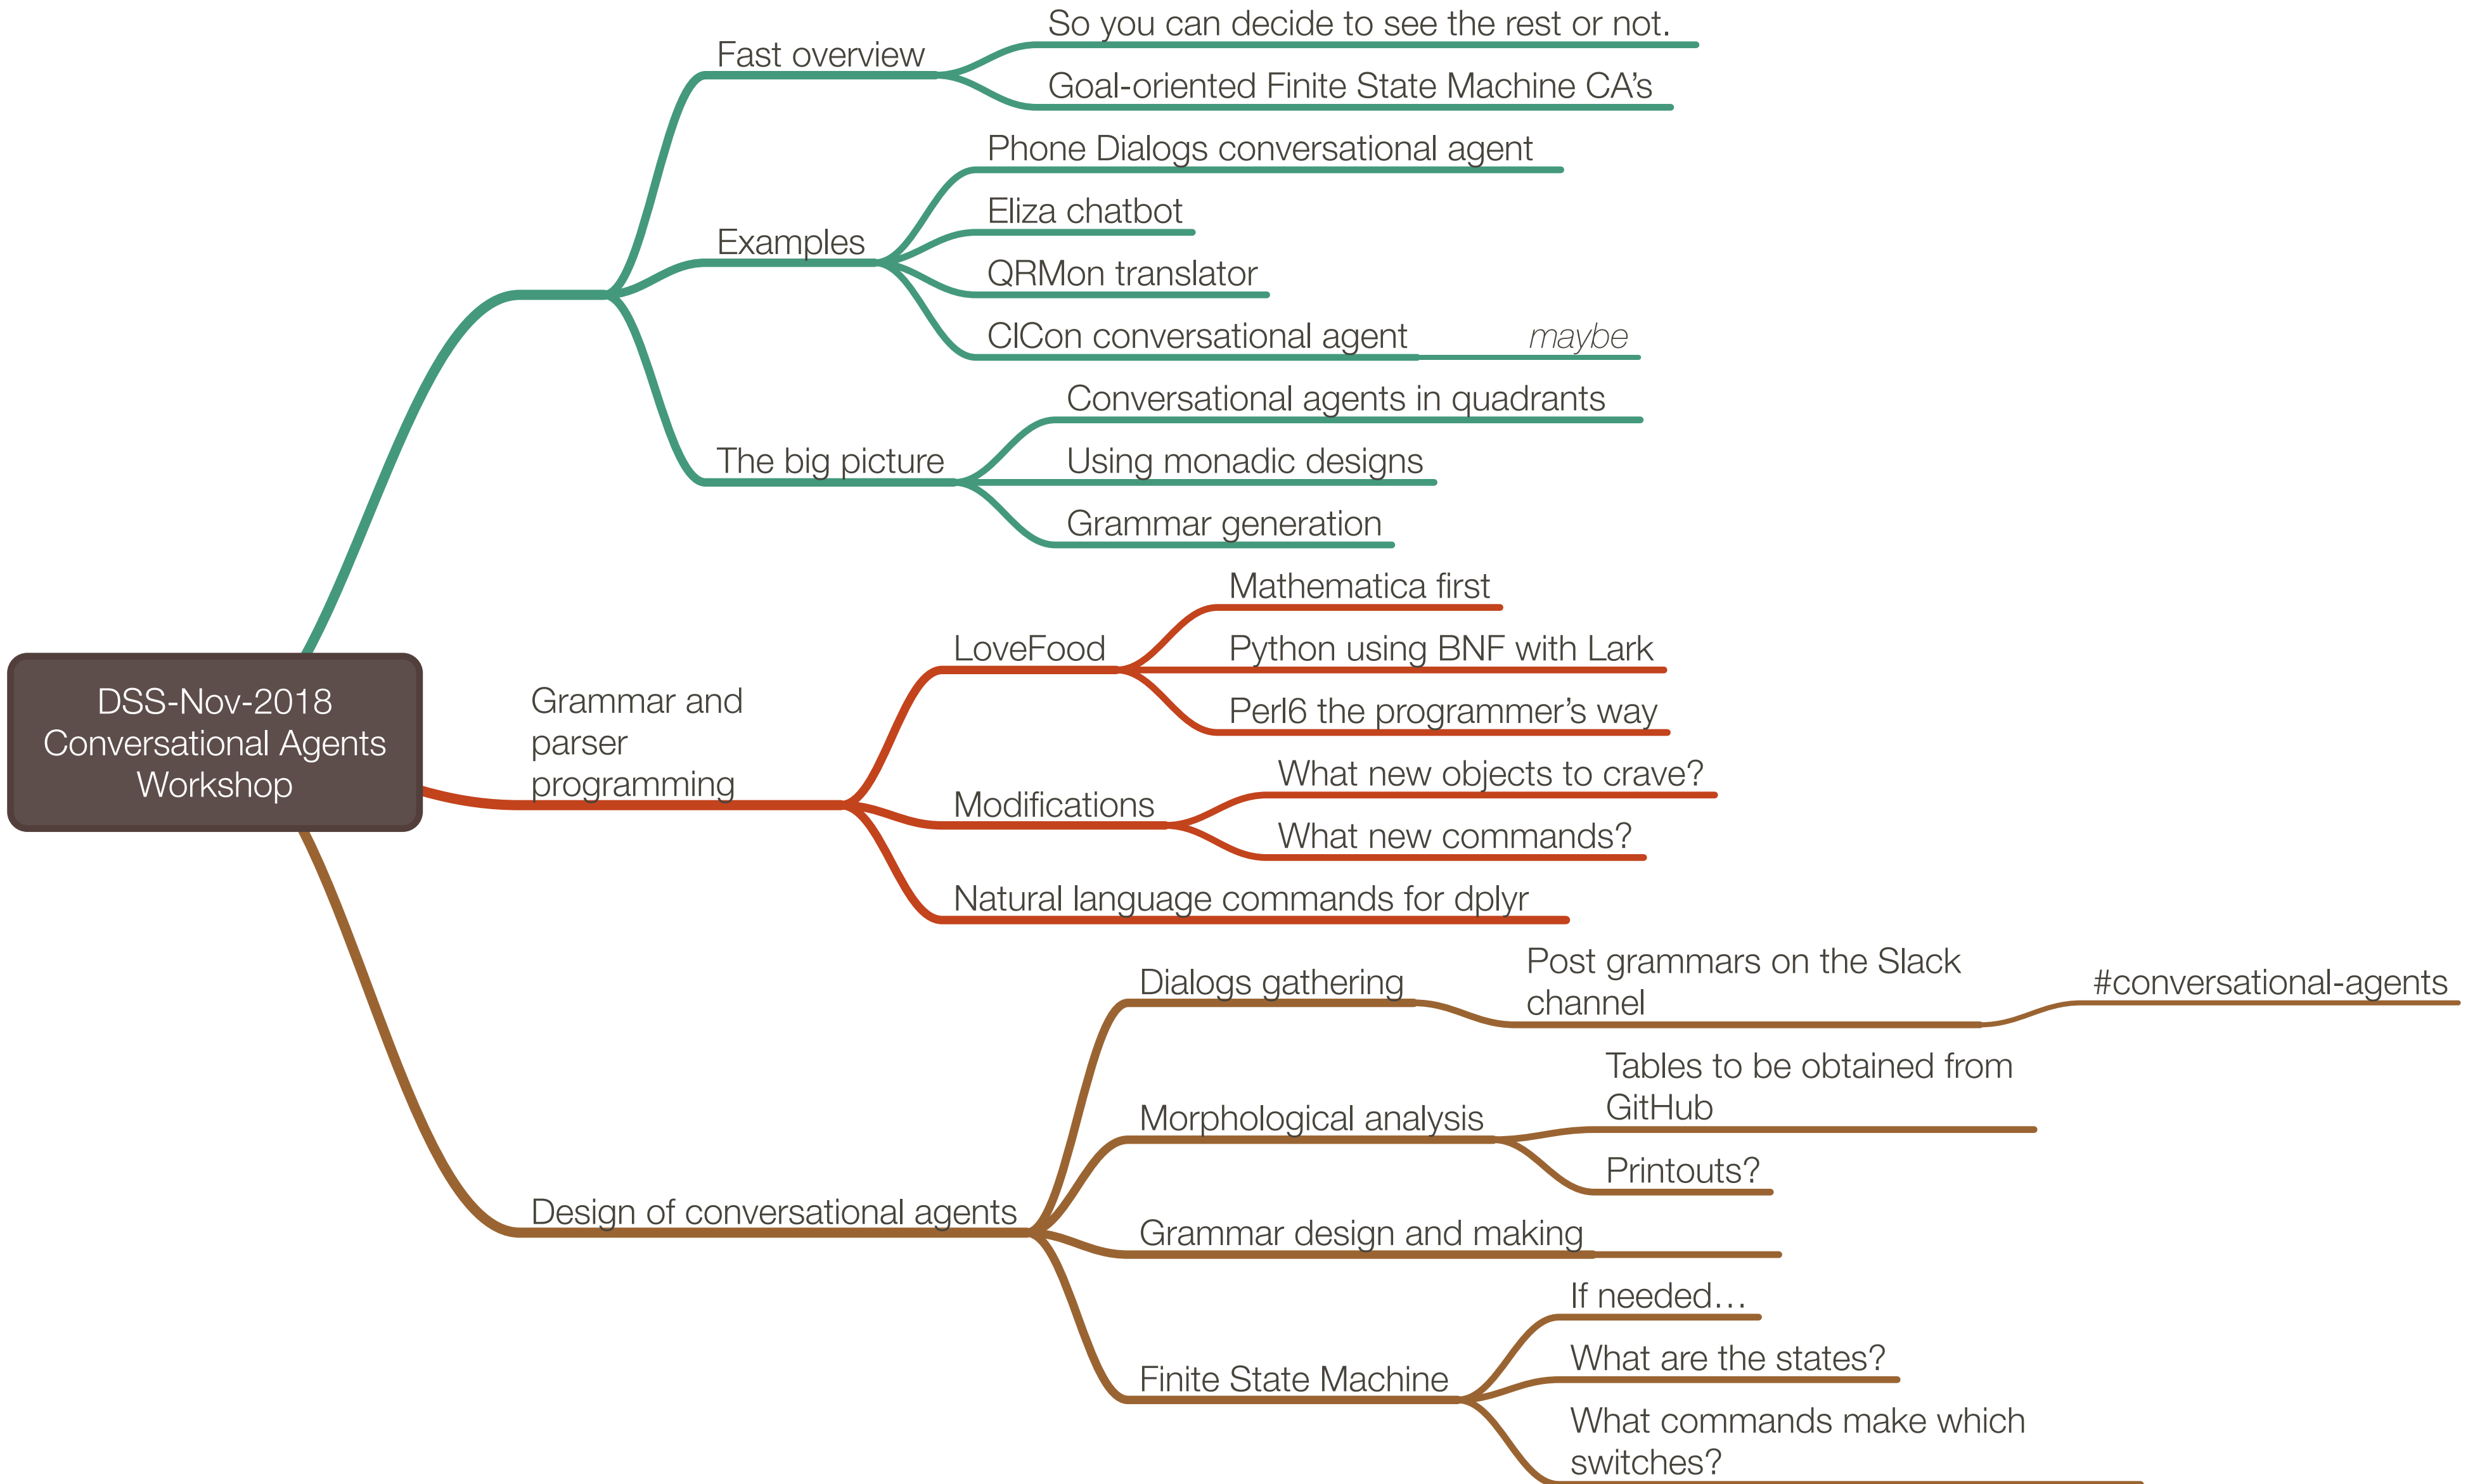 DSS-Nov-2018
Conversational Agents
Workshop
Fast overview
So you can decide to see the rest or not.
Goal-oriented Finite State Machine CA’s
Examples
Phone Dialogs conversational agent
Eliza chatbot
QRMon translator
ClCon conversational agent
maybe
The big picture
Conversational agents in quadrants
Using monadic designs
Grammar generation
Grammar and
parser
programming
LoveFood
Mathematica first
Python using BNF with Lark
Perl6 the programmer’s way
Modifications
What new objects to crave?
What new commands?
Natural language commands for dplyr
Design of conversational agents
Dialogs gathering
Post grammars on the Slack
channel
#conversational-agents
Morphological analysis
Tables to be obtained from
GitHub
Printouts?
Grammar design and making
Finite State Machine
If needed…
What are the states?
What commands make which
switches?